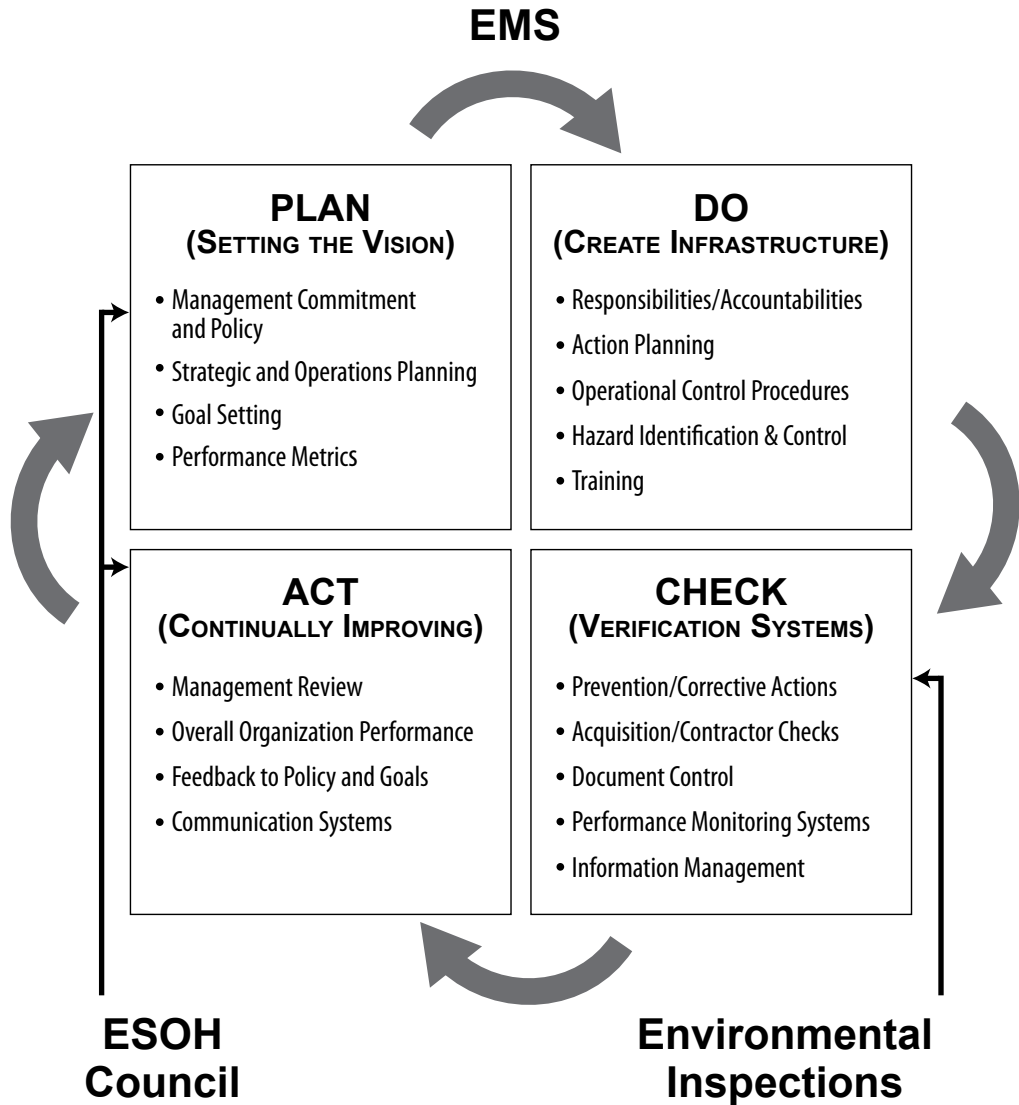 EMS
PLAN
(SETTING THE VISION)
• Management Commitment
and Policy
• Strategic and Operations Planning
• Goal Setting
• Performance Metrics
DO
(CREATE INFRASTRUCTURE)
• Responsibilities/Accountabilities
• Action Planning
• Operational Control Procedures
• Hazard Identification & Control
• Training
ACT
(CONTINUALLY IMPROVING)
• Management Review
• Overall Organization Performance
• Feedback to Policy and Goals
• Communication Systems
CHECK
(VERIFICATION SYSTEMS)
• Prevention/Corrective Actions
• Acquisition/Contractor Checks
• Document Control
• Performance Monitoring Systems
• Information Management
ESOH
Council
Environmental
Inspections